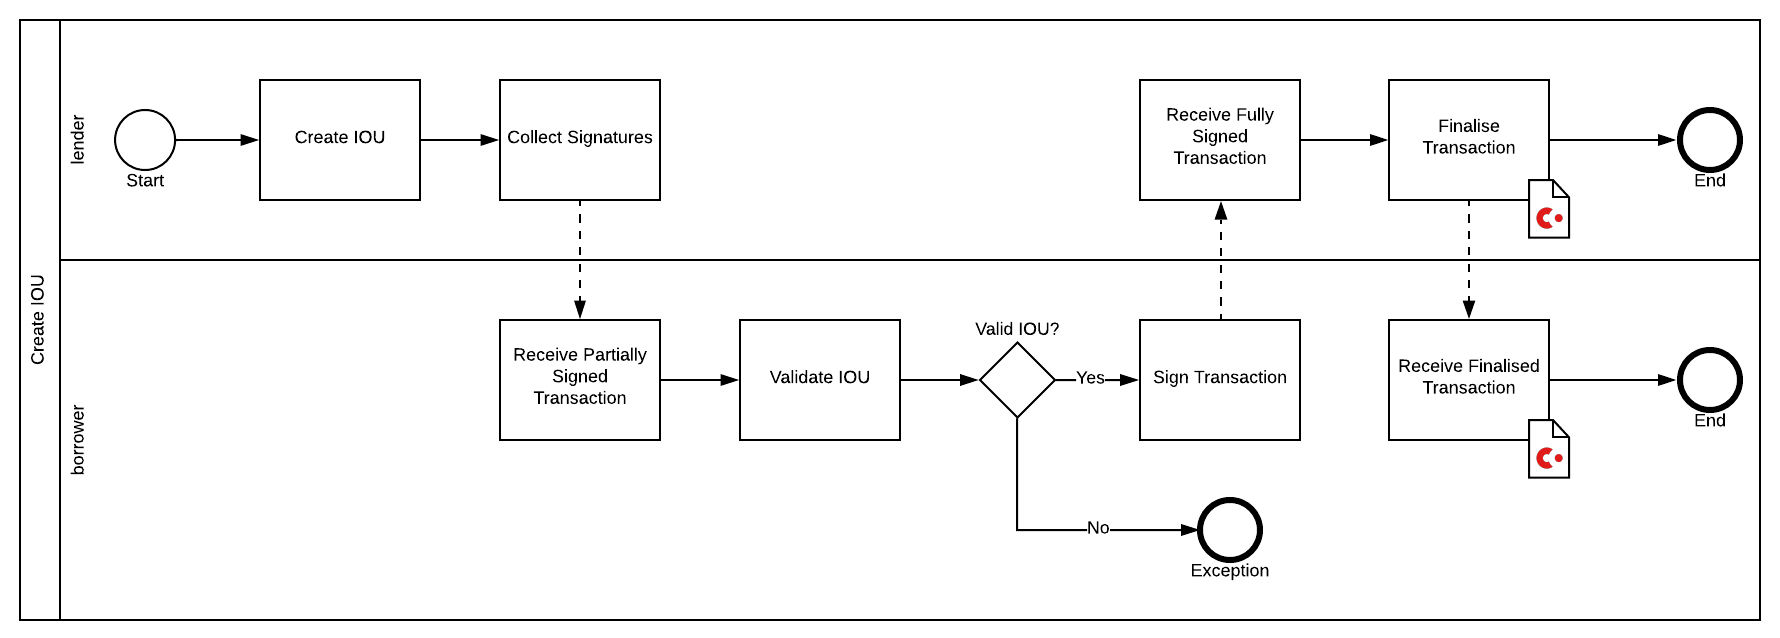 Create IOU
lender
Start
Create IOU
Collect Signatures
Receive Fully
Signed
Transaction
Finalise
Transaction
End
borrower
Receive Partially
Signed
Transaction
Validate IOU
Valid IOU?
Yes
Sign Transaction
Receive Finalised
Transaction
End
No
Exception